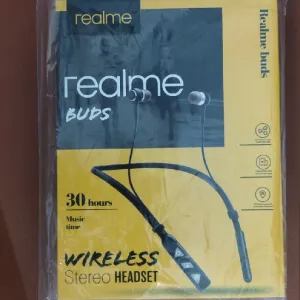 realme
Realme buds
realme
BUDS
30 hours
Music
time
WIRELESS
Stereo HEADSET